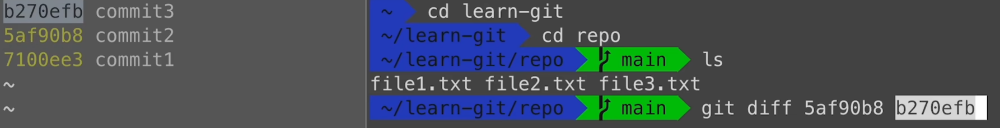 b270efb commit3
5af90b8 commit2
7100ee3 commit1
~
~
~ cd learn-git
~/learn-git cd repo
~/learn-git/repo main ls
file1.txt file2.txt file3.txt
~/learn-git/repo main git diff 5af90b8 b270efb